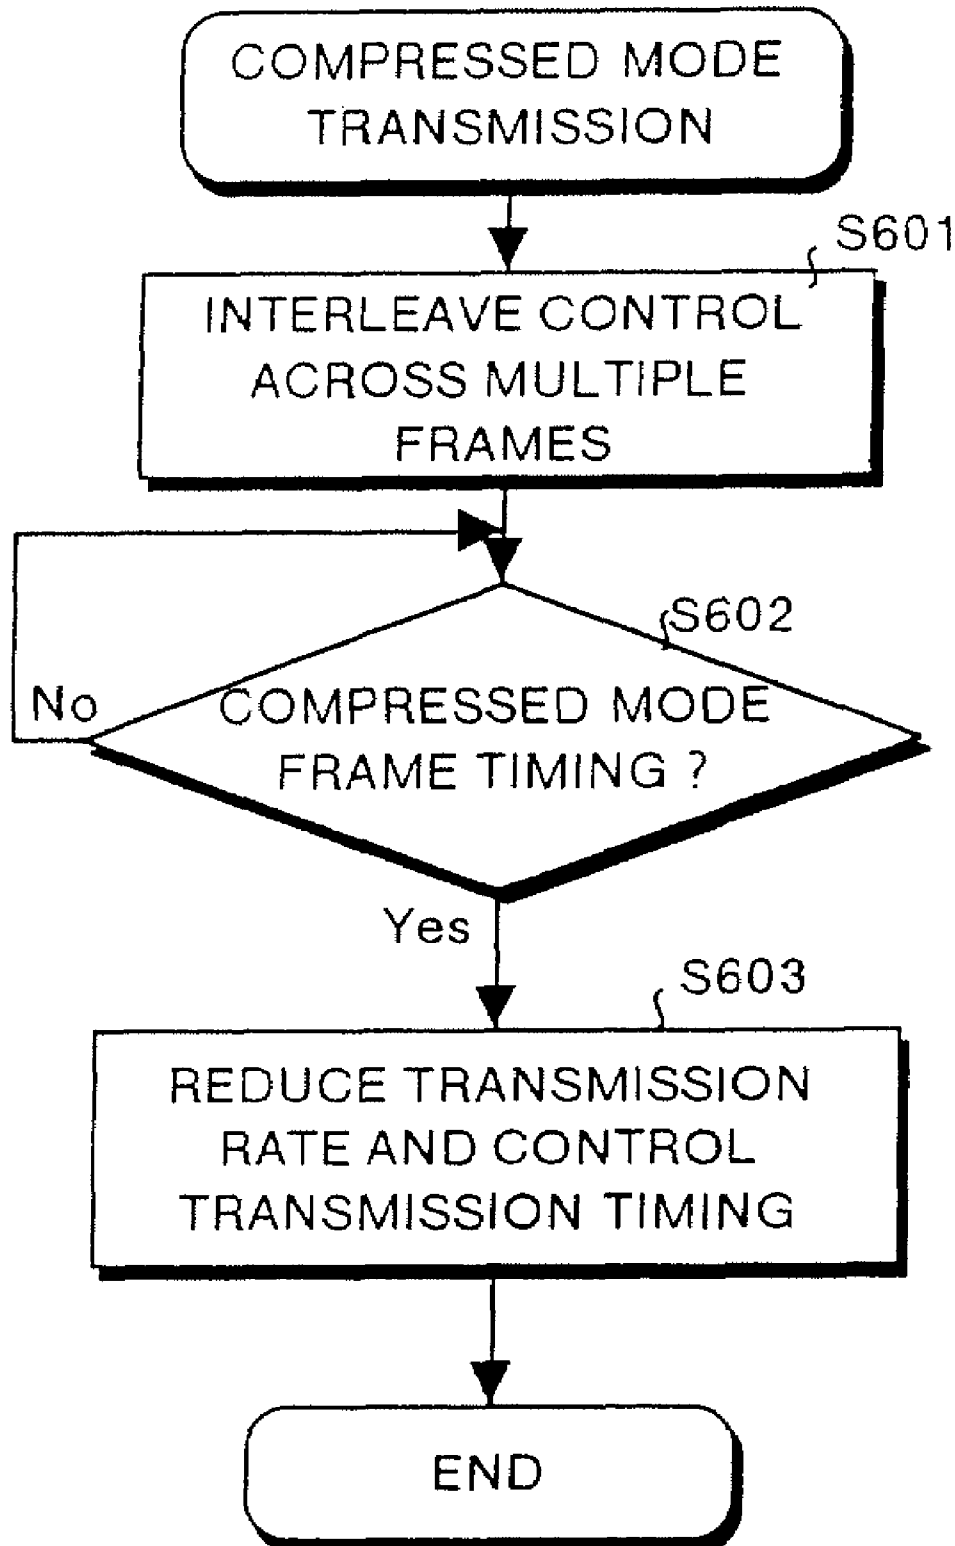 COMPRESSED MODE
TRANSMISSION
S601
INTERLEAVE CONTROL
ACROSS MULTIPLE
FRAMES
S602
No
COMPRESSED MODE
FRAME TIMING ?
Yes
S603
REDUCE TRANSMISSION
RATE AND CONTROL
TRANSMISSION TIMING
END